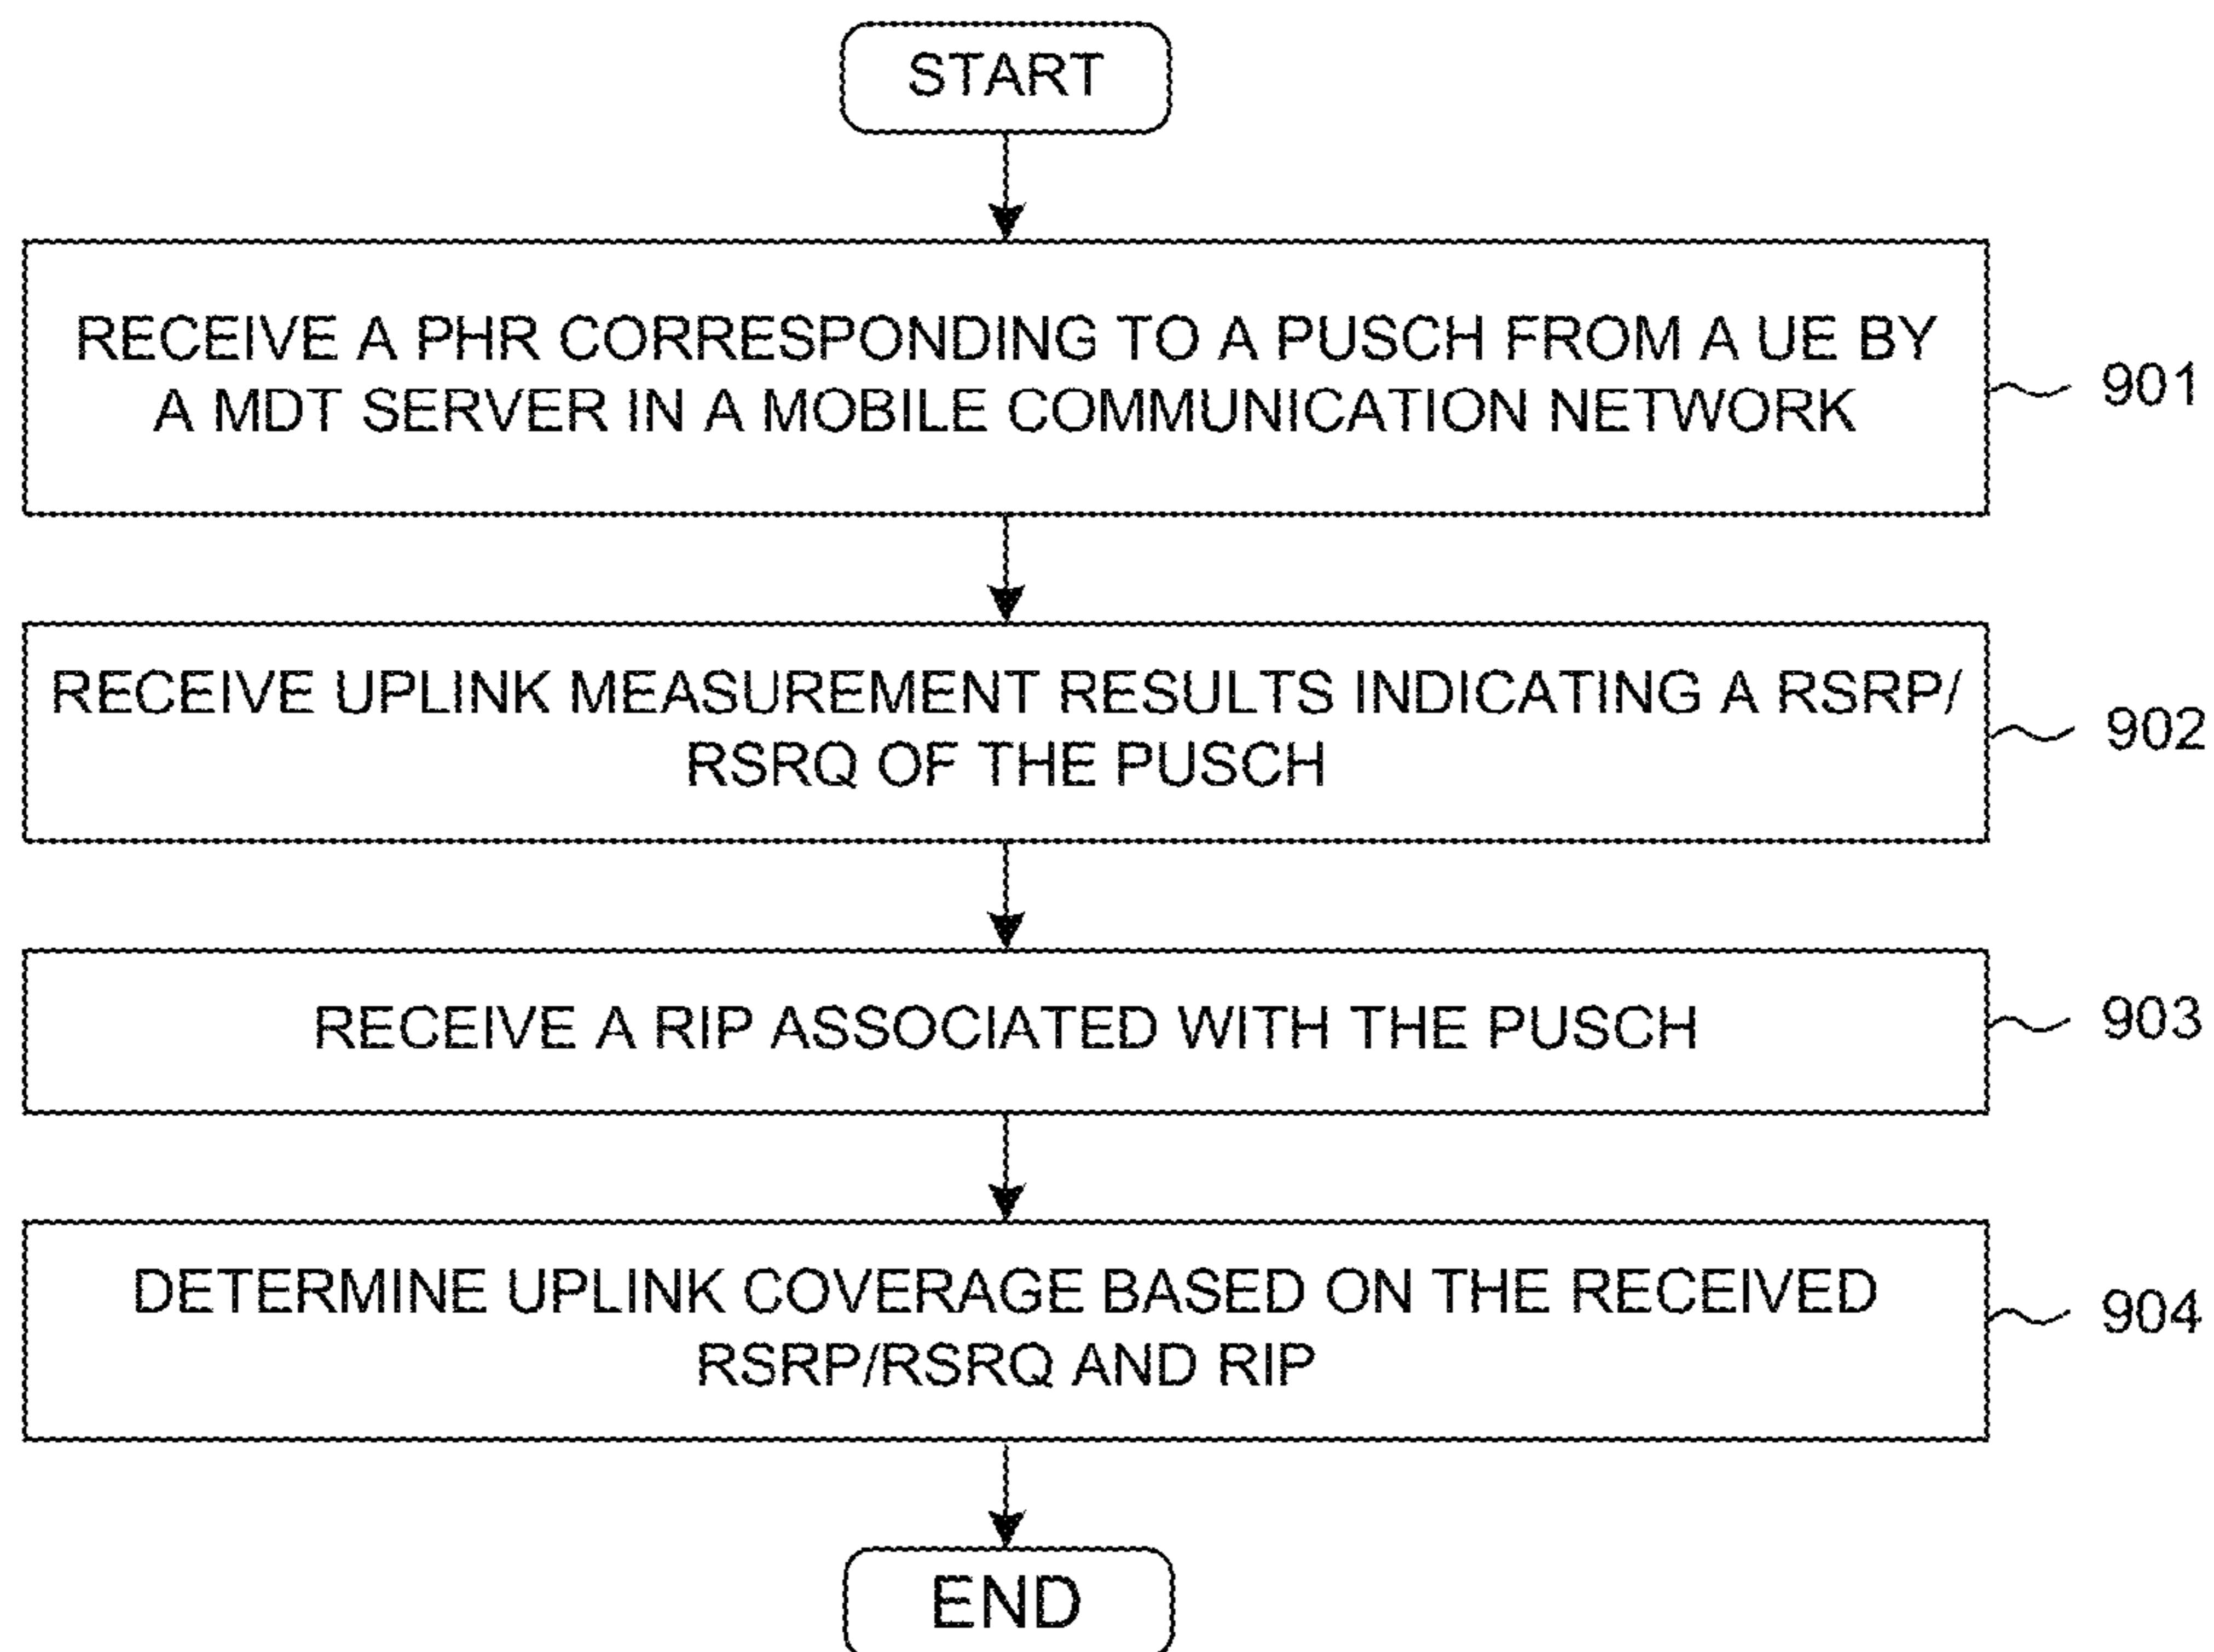 START
RECEIVE A PHR CORRESPONDING TO A PUSCH FROM A UE BY
A MDT SERVER IN A MOBILE COMMUNICATION NETWORK
901
RECEIVE UPLINK MEASUREMENT RESULTS INDICATING A RSRP/
RSRQ OF THE PUSCH
902
RECEIVE A RIP ASSOCIATED WITH THE PUSCH
903
DETERMINE UPLINK COVERAGE BASED ON THE RECEIVED
RSRP/RSRQ AND RIP
904
END